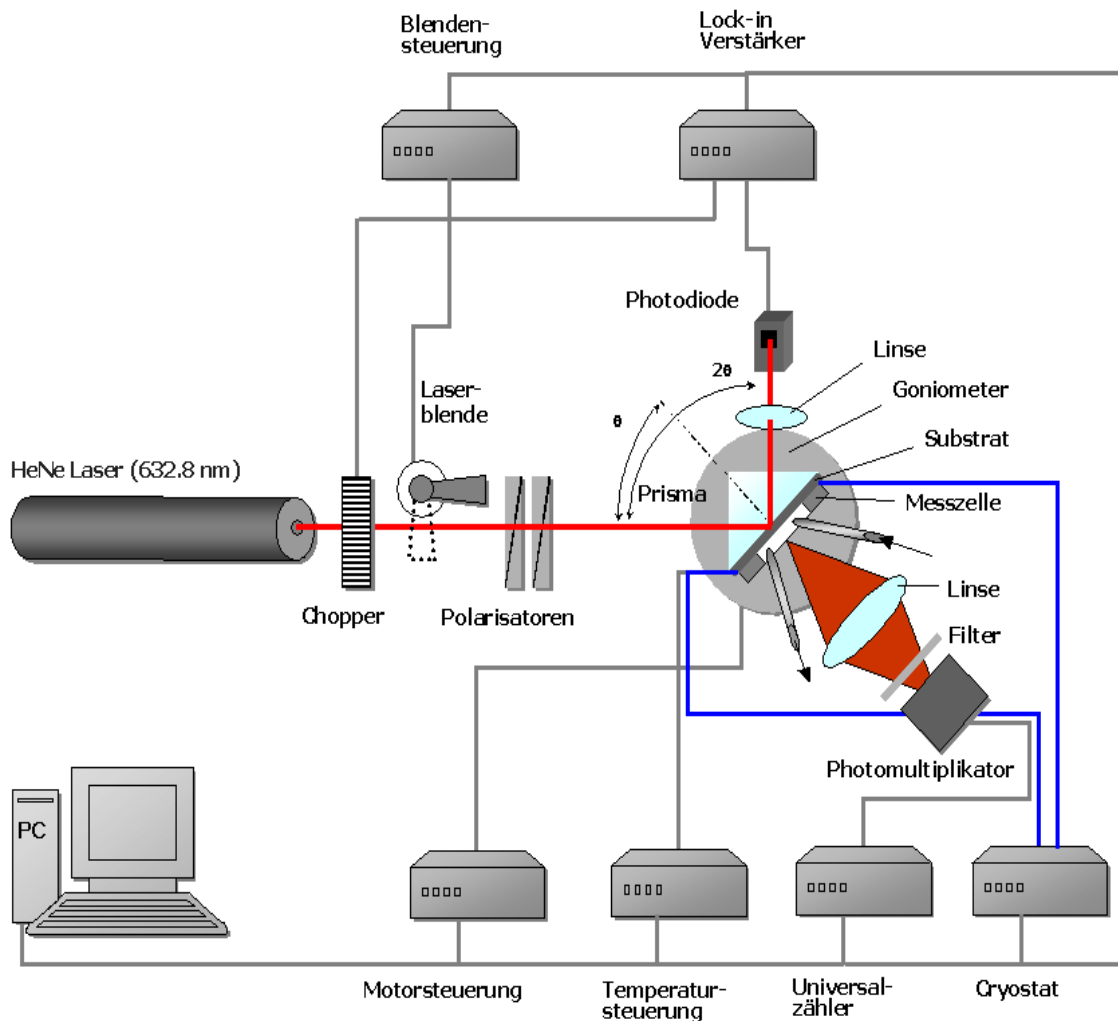 Blenden-
steuerung
Lock-in
Verstärker
Photodiode
Linse
2θ
Goniometer
Laser-
blende
θ
Substrat
HeNe Laser (632.8 nm)
Prisma
Messzelle
Linse
Chopper
Polarisatoren
Filter
Photomultiplikator
PC
Motorsteuerung
Temperatur-
steuerung
Universal-
zähler
Cryostat